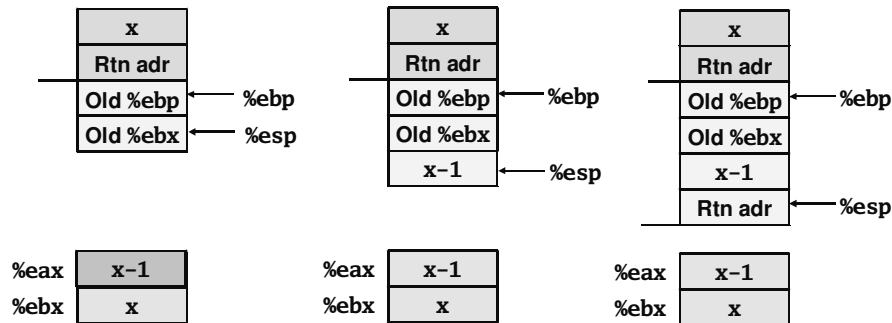 x
Rtn adr
Old %ebp
%ebp
Old %ebx
%esp
%eax
x-1
%ebx
x
x
Rtn adr
Old %ebp
%ebp
Old %ebx
x-1
%esp
%eax
x-1
%ebx
x
x
Rtn adr
Old %ebp
%ebp
Old %ebx
x-1
Rtn adr
%esp
%eax
x-1
%ebx
x